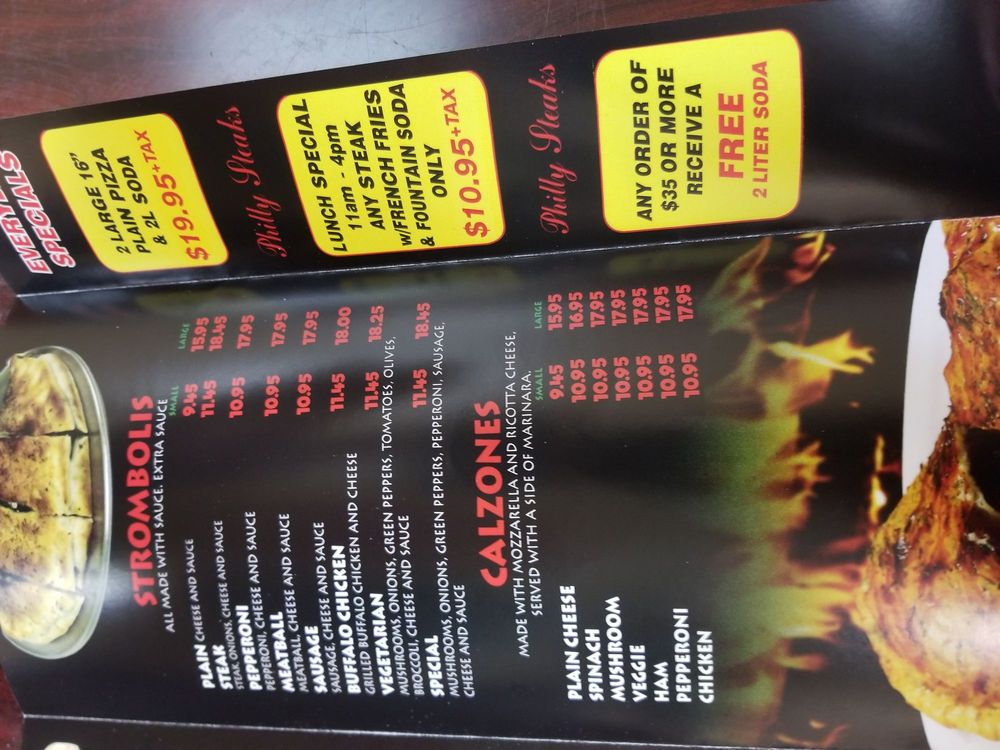 STROMBOLIS
ALL MADE WITH SAUCE. EXTRA SAUCE
SMALL LARGE
PLAIN CHEESE AND SAUCE 9.45 15.95
STEAK 11.45 18.45
STEAK ONIONS, CHEESE AND SAUCE
PEPPERONI 10.95 17.95
PEPPERONI, CHEESE AND SAUCE
MEATBALL 10.95 17.95
MEATBALL, CHEESE AND SAUCE
SAUSAGE 10.95 17.95
SAUSAGE, CHEESE AND SAUCE
BUFFALO CHICKEN 11.45 18.00
GRILLED BUFFALO CHICKEN AND CHEESE
VEGETARIAN 11.45 18.25
MUSHROOMS, ONIONS, GREEN PEPPERS, TOMATOES, OLIVES,
BROCCOLI, CHEESE AND SAUCE
SPECIAL 11.45 18.45
MUSHROOMS, ONIONS, GREEN PEPPERS, PEPPERONI, SAUSAGE,
CHEESE AND SAUCE
CALZONES
MADE WITH MOZZARELLA AND RICOTTA CHEESE,
SERVED WITH A SIDE OF MARINARA.
SMALL LARGE
PLAIN CHEESE 9.45 15.95
SPINACH 10.95 16.95
MUSHROOM 10.95 17.95
VEGGIE 10.95 17.95
HAM 10.95 17.95
PEPPERONI 10.95 17.95
CHICKEN 10.95 17.95
SPECIALS
2 LARGE 16"
PLAIN PIZZA
& 2L SODA
$19.95+TAX
Philly Steaks
LUNCH SPECIAL
11am - 4pm
ANY STEAK
W/FRENCH FRIES
& FOUNTAIN SODA
ONLY
$10.95+TAX
Philly Steaks
ANY ORDER OF
$35 OR MORE
RECEIVE A
FREE
2 LITER SODA